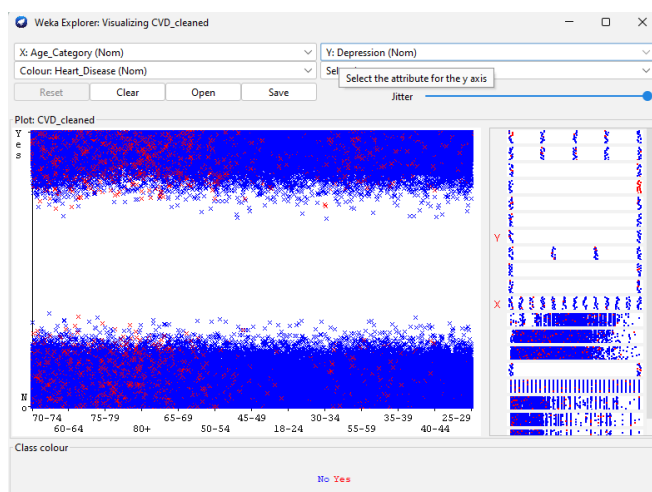 Weka Explorer: Visualizing CVD_cleaned
X: Age_Category (Nom) Y: Depression (Nom)
Colour: Heart_Disease (Nom) Sel
Select the attribute for the y axis
Reset Clear Open Save Jitter
Plot: CVD_cleaned
Y
e
s
Y
X
N
o
70-74 75-79 65-69 45-49 30-34 35-39 25-29
60-64 80+ 50-54 18-24 55-59 40-44
Class colour
No Yes